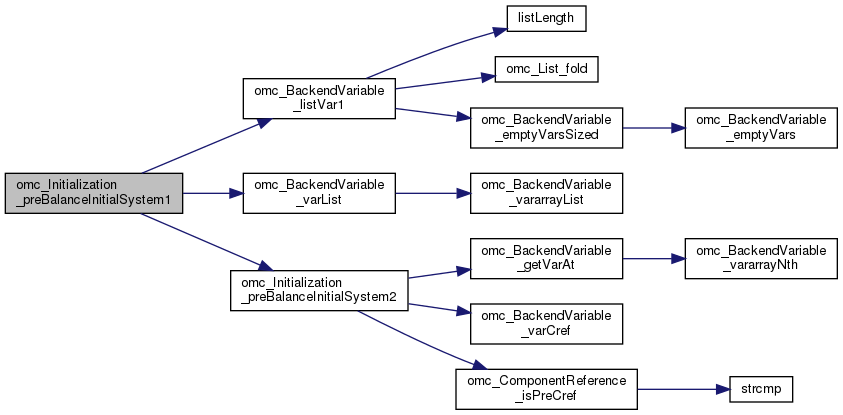 listLength
omc_BackendVariable
_listVar1
omc_List_fold
omc_BackendVariable
_emptyVarsSized
omc_BackendVariable
_emptyVars
omc_Initialization
_preBalanceInitialSystem1
omc_BackendVariable
_varList
omc_BackendVariable
_vararrayList
omc_Initialization
_preBalanceInitialSystem2
omc_BackendVariable
_getVarAt
omc_BackendVariable
_vararrayNth
omc_BackendVariable
_varCref
omc_ComponentReference
_isPreCref
strcmp